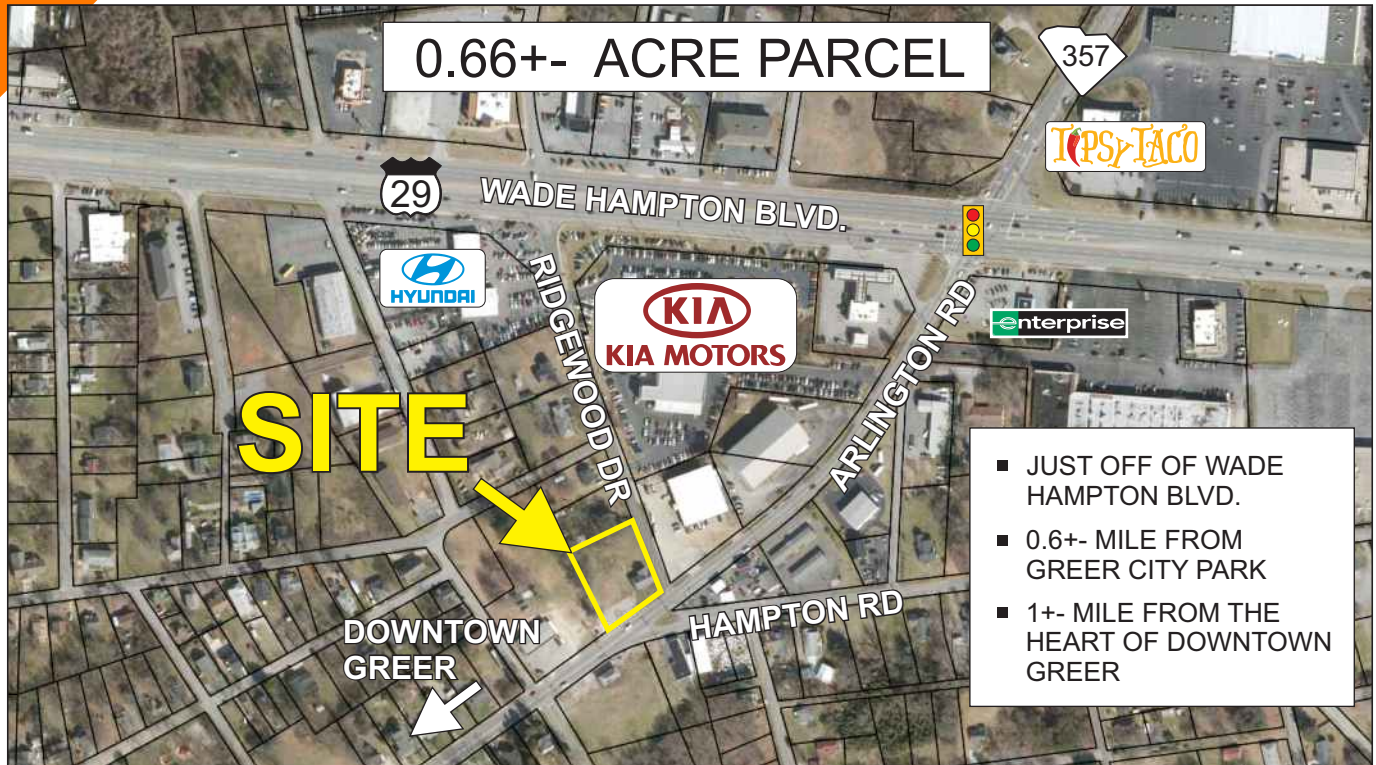 0.66+- ACRE PARCEL
357
TIPSY TACO
29
WADE HAMPTON BLVD.
HYUNDAI
RIDGEWOOD DR
KIA
KIA MOTORS
ARLINGTON RD
enterprise
SITE
▪ JUST OFF OF WADE
HAMPTON BLVD.
▪ 0.6+- MILE FROM
GREER CITY PARK
▪ 1+- MILE FROM THE
HEART OF DOWNTOWN
GREER
HAMPTON RD
DOWNTOWN
GREER